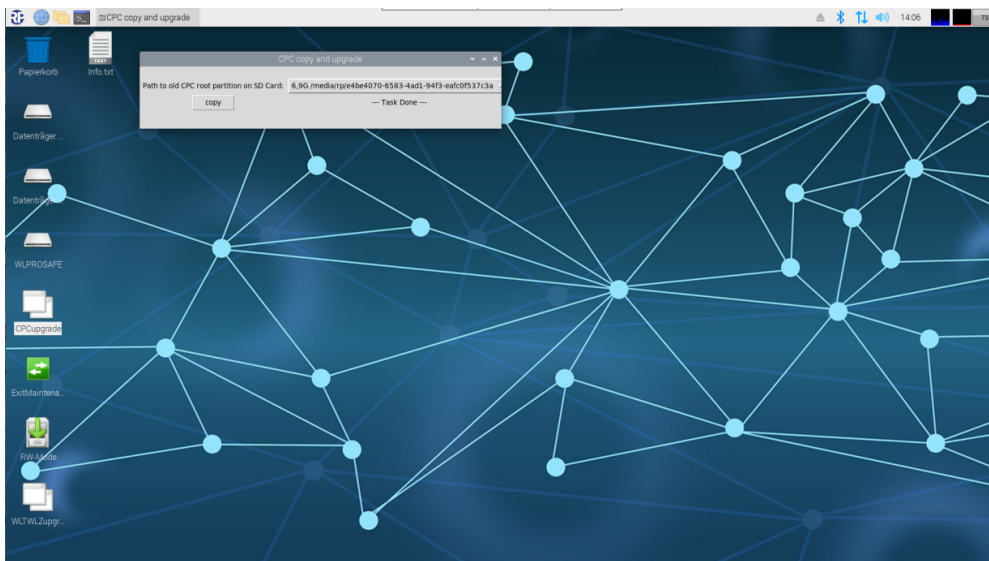 CPC copy and upgrade
14:06
73
Papierkorb
Info.txt
TEXT
CPC copy and upgrade
Path to old CPC root partition on SD Card: 6,9G /media/rp/e4be4070-6583-4ad1-94f3-eafc0f537c3a
copy
--- Task Done ---
Datenträger ...
Datenträger...
WLPROSAFE
CPCupgrade
ExitMaintena...
RW-Mode
WLTWLZupgr...